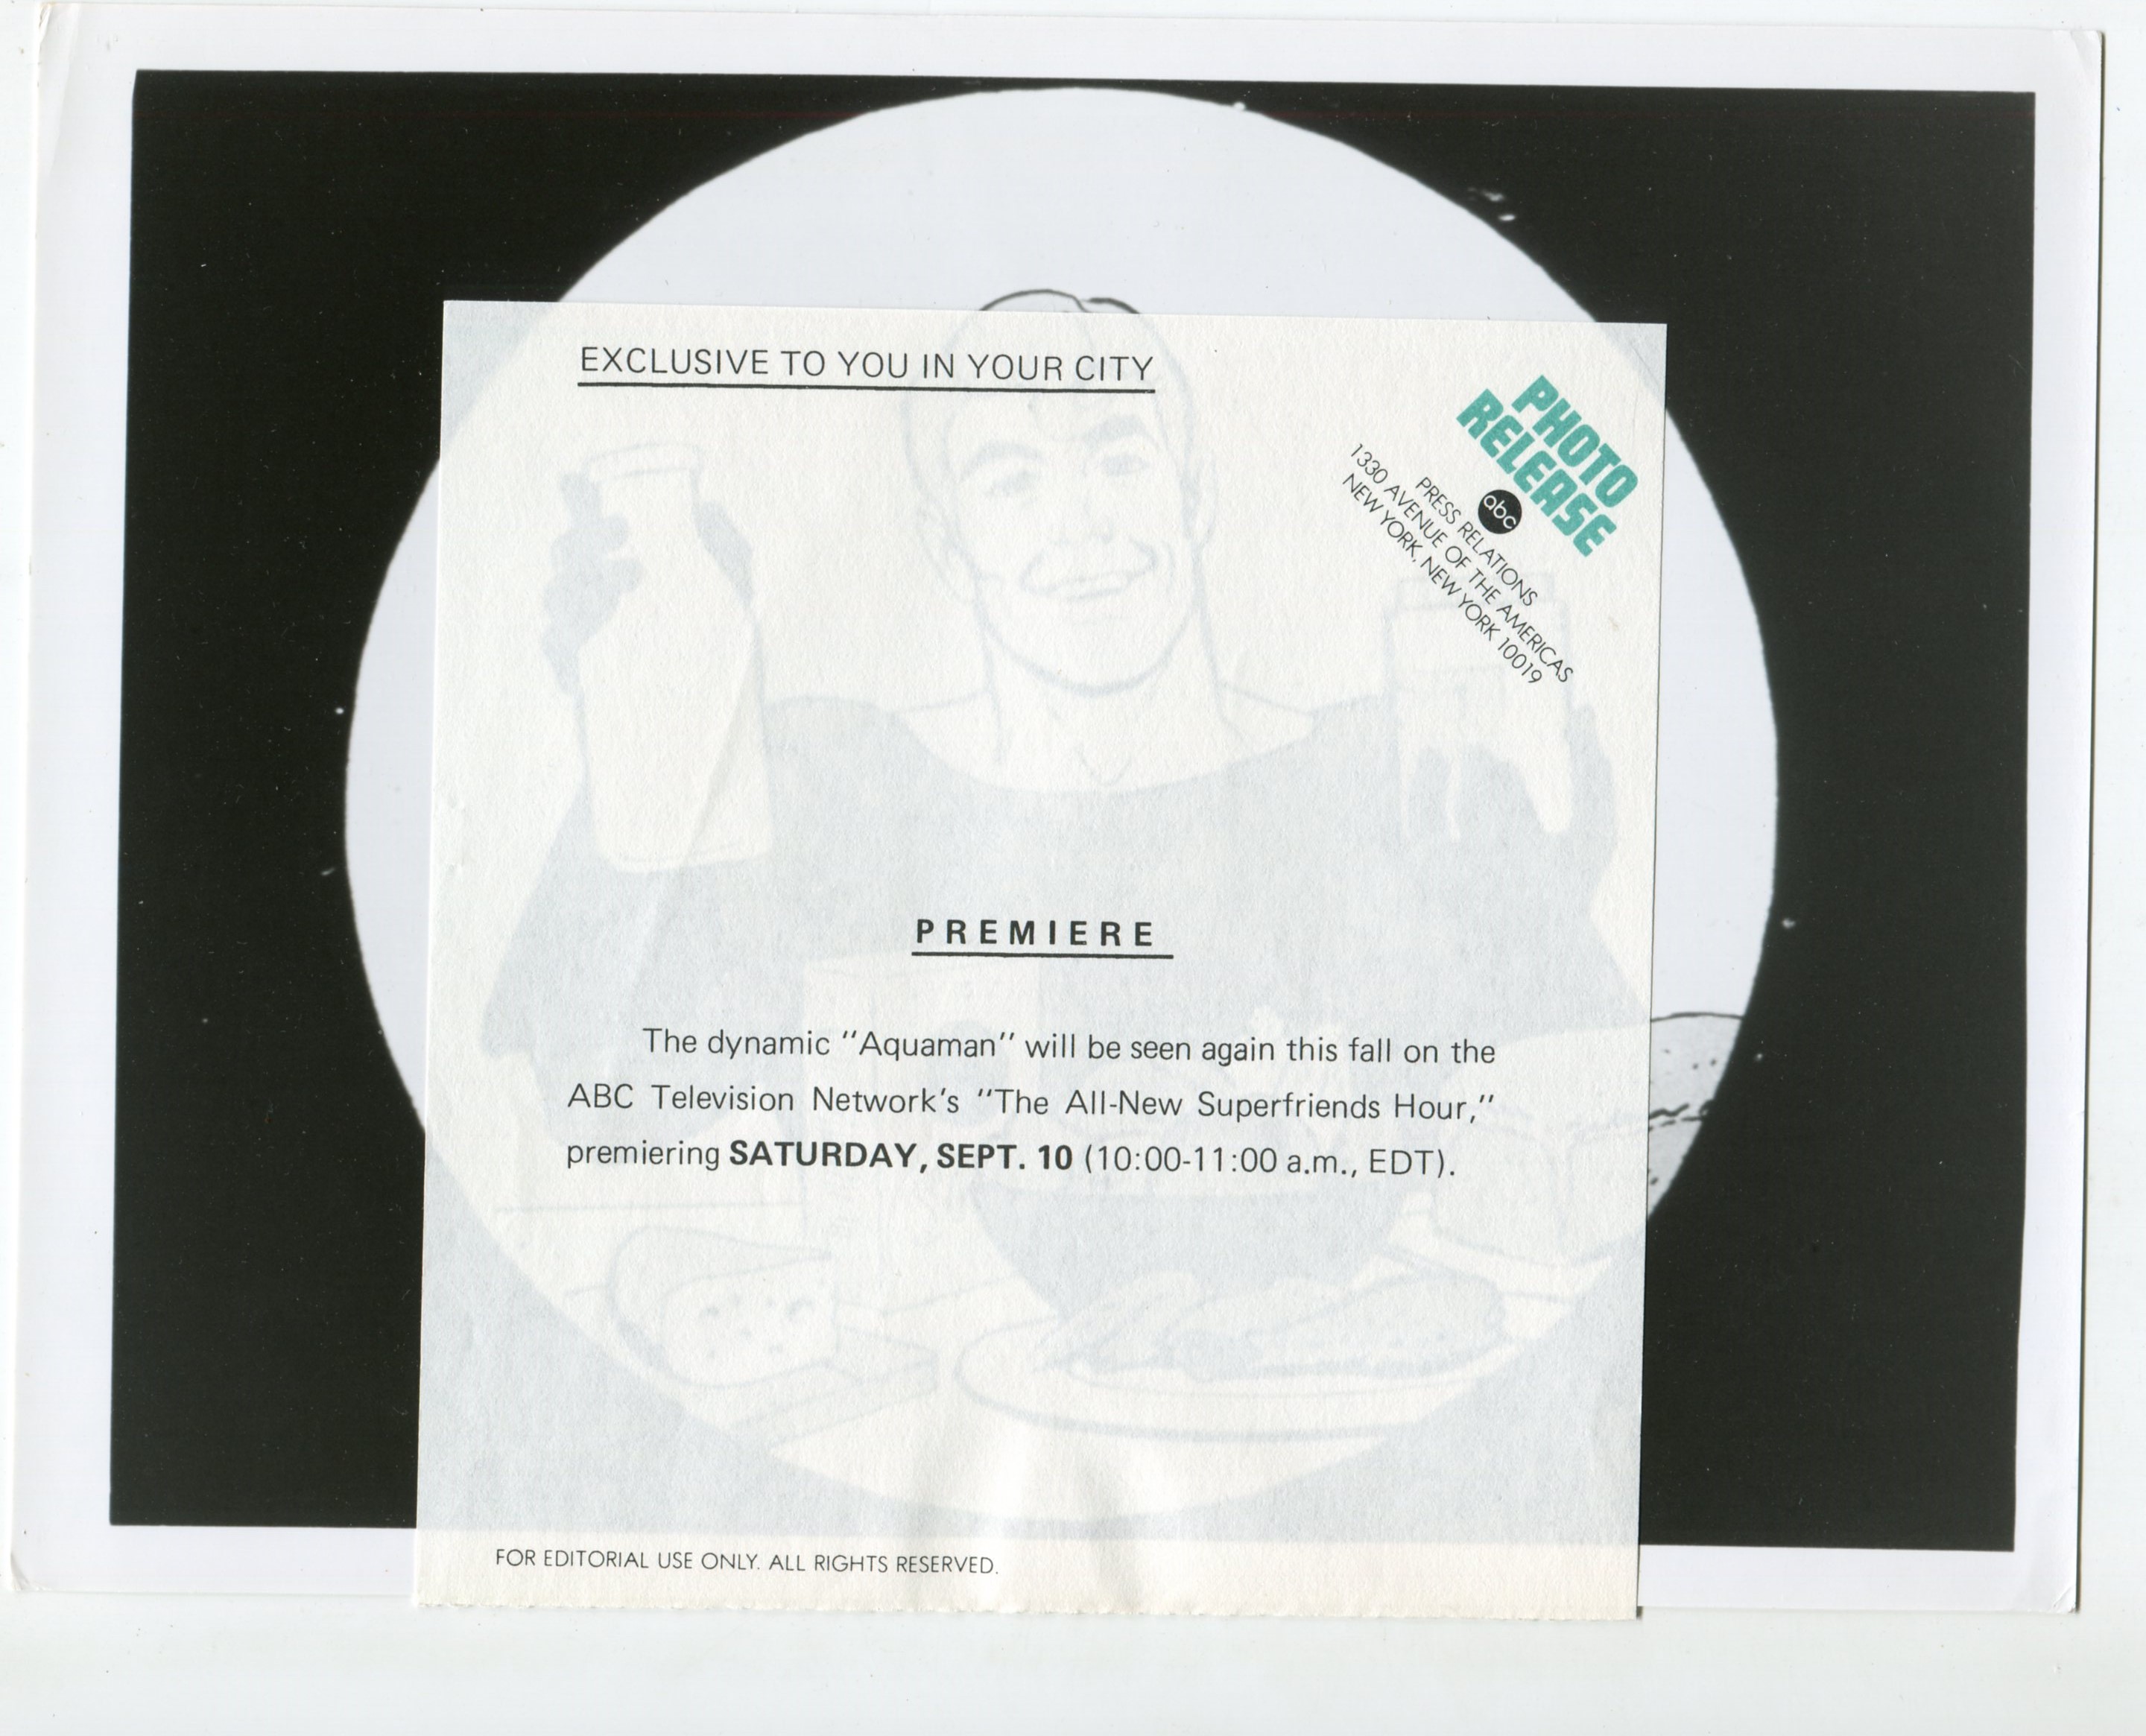 EXCLUSIVE TO YOU IN YOUR CITY
PHOTO
RELEASE
abc
PRESS RELATIONS
1330 AVENUE OF THE AMERICAS
NEW YORK, NEW YORK 10019
PREMIERE
The dynamic "Aquaman" will be seen again this fall on the
ABC Television Network's "The All-New Superfriends Hour,"
premiering SATURDAY, SEPT. 10 (10:00-11:00 a.m., EDT).
FOR EDITORIAL USE ONLY. ALL RIGHTS RESERVED.